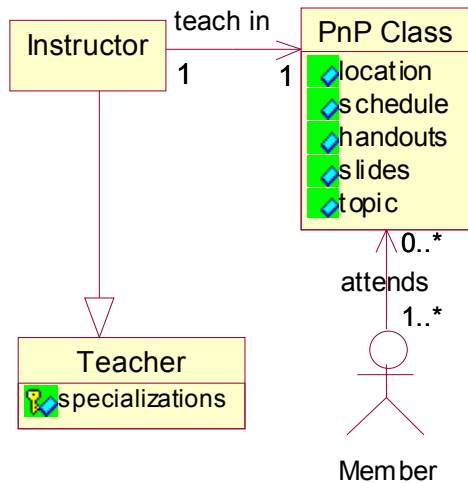 teach in
Instructor
PnP Class
1
1
location
schedule
handouts
slides
topic
0..*
attends
1..*
Teacher
specializations
Member